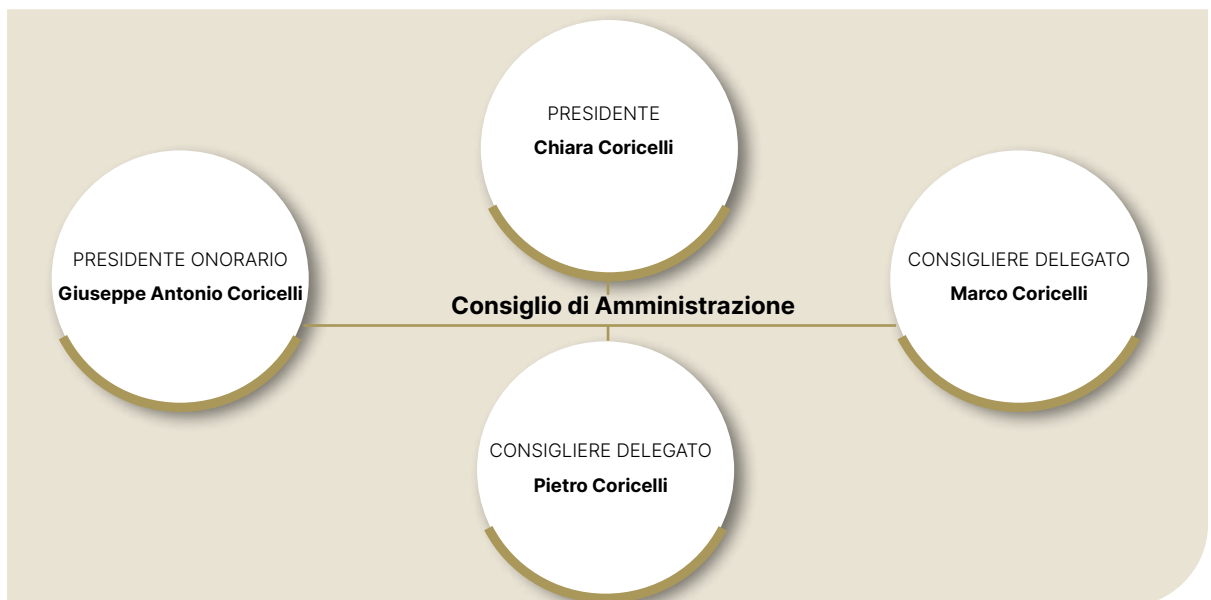 PRESIDENTE
Chiara Coricelli
PRESIDENTE ONORARIO
Giuseppe Antonio Coricelli
CONSIGLIERE DELEGATO
Marco Coricelli
Consiglio di Amministrazione
CONSIGLIERE DELEGATO
Pietro Coricelli